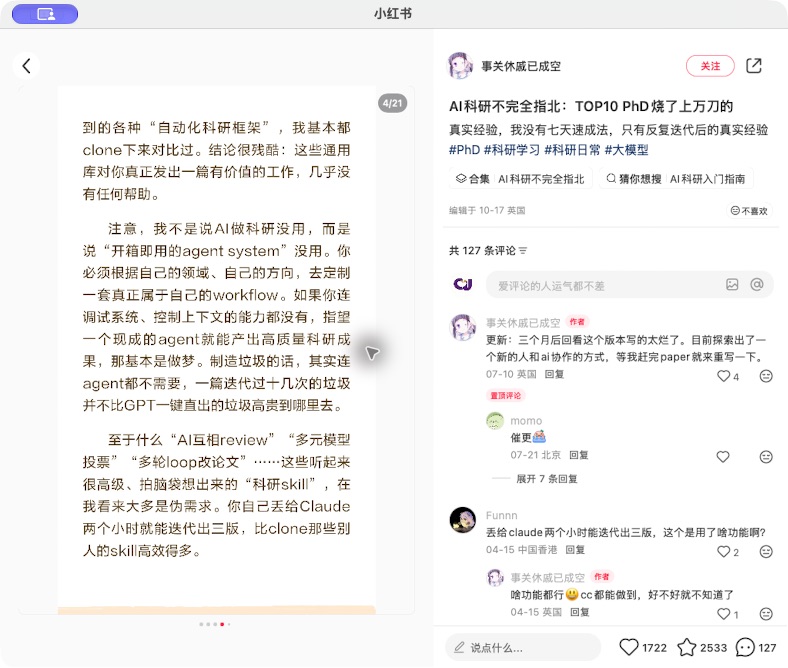 小红书
4/21
到的各种“自动化科研框架”，我基本都
clone下来对比过。结论很残酷：这些通用
库对你真正发出一篇有价值的工作，几乎没
有任何帮助。
注意，我不是说AI做科研没用，而是
说“开箱即用的agent system”没用。你
必须根据自己的领域、自己的方向，去定制
一套真正属于自己的workflow。如果你连
调试系统、控制上下文的能力都没有，指望
一个现成的agent就能产出高质量科研成
果，那基本是做梦。制造垃圾的话，其实连
agent都不需要，一篇迭代过十几次的垃圾
并不比GPT一键直出的垃圾高贵到哪里去。
至于什么“AI互相review”“多元模型
投票”“多轮loop改论文”……这些听起来
很高级、拍脑袋想出来的“科研skill”，在
我看来大多是伪需求。你自己丢给Claude
两个小时就能迭代出三版，比clone那些别
人的skill高效得多。
事关休戚已成空
关注
AI科研不完全指北：TOP10 PhD烧了上万刀的
真实经验，我没有七天速成法，只有反复迭代后的真实经验
#PhD #科研学习 #科研日常 #大模型
合集 AI科研不完全指北
猜你想搜 AI科研入门指南
编辑于 10-17 英国
不喜欢
共 127 条评论
爱评论的人运气都不差
事关休戚已成空 作者
更新：三个月后回看这个版本写的太烂了。目前探索出了一
个新的人和ai协作的方式，等我赶完paper就来重写一下。
07-10 英国 回复
4
置顶评论
momo
催更
07-21 北京 回复
展开 7 条回复
Funnn
丢给claude两个小时能迭代出三版，这个是用了啥功能啊？
04-15 中国香港 回复
2
事关休戚已成空 作者
啥功能都行😃cc都能做到，好不好就不知道了
04-15 英国 回复
1
说点什么...
1722
2533
127